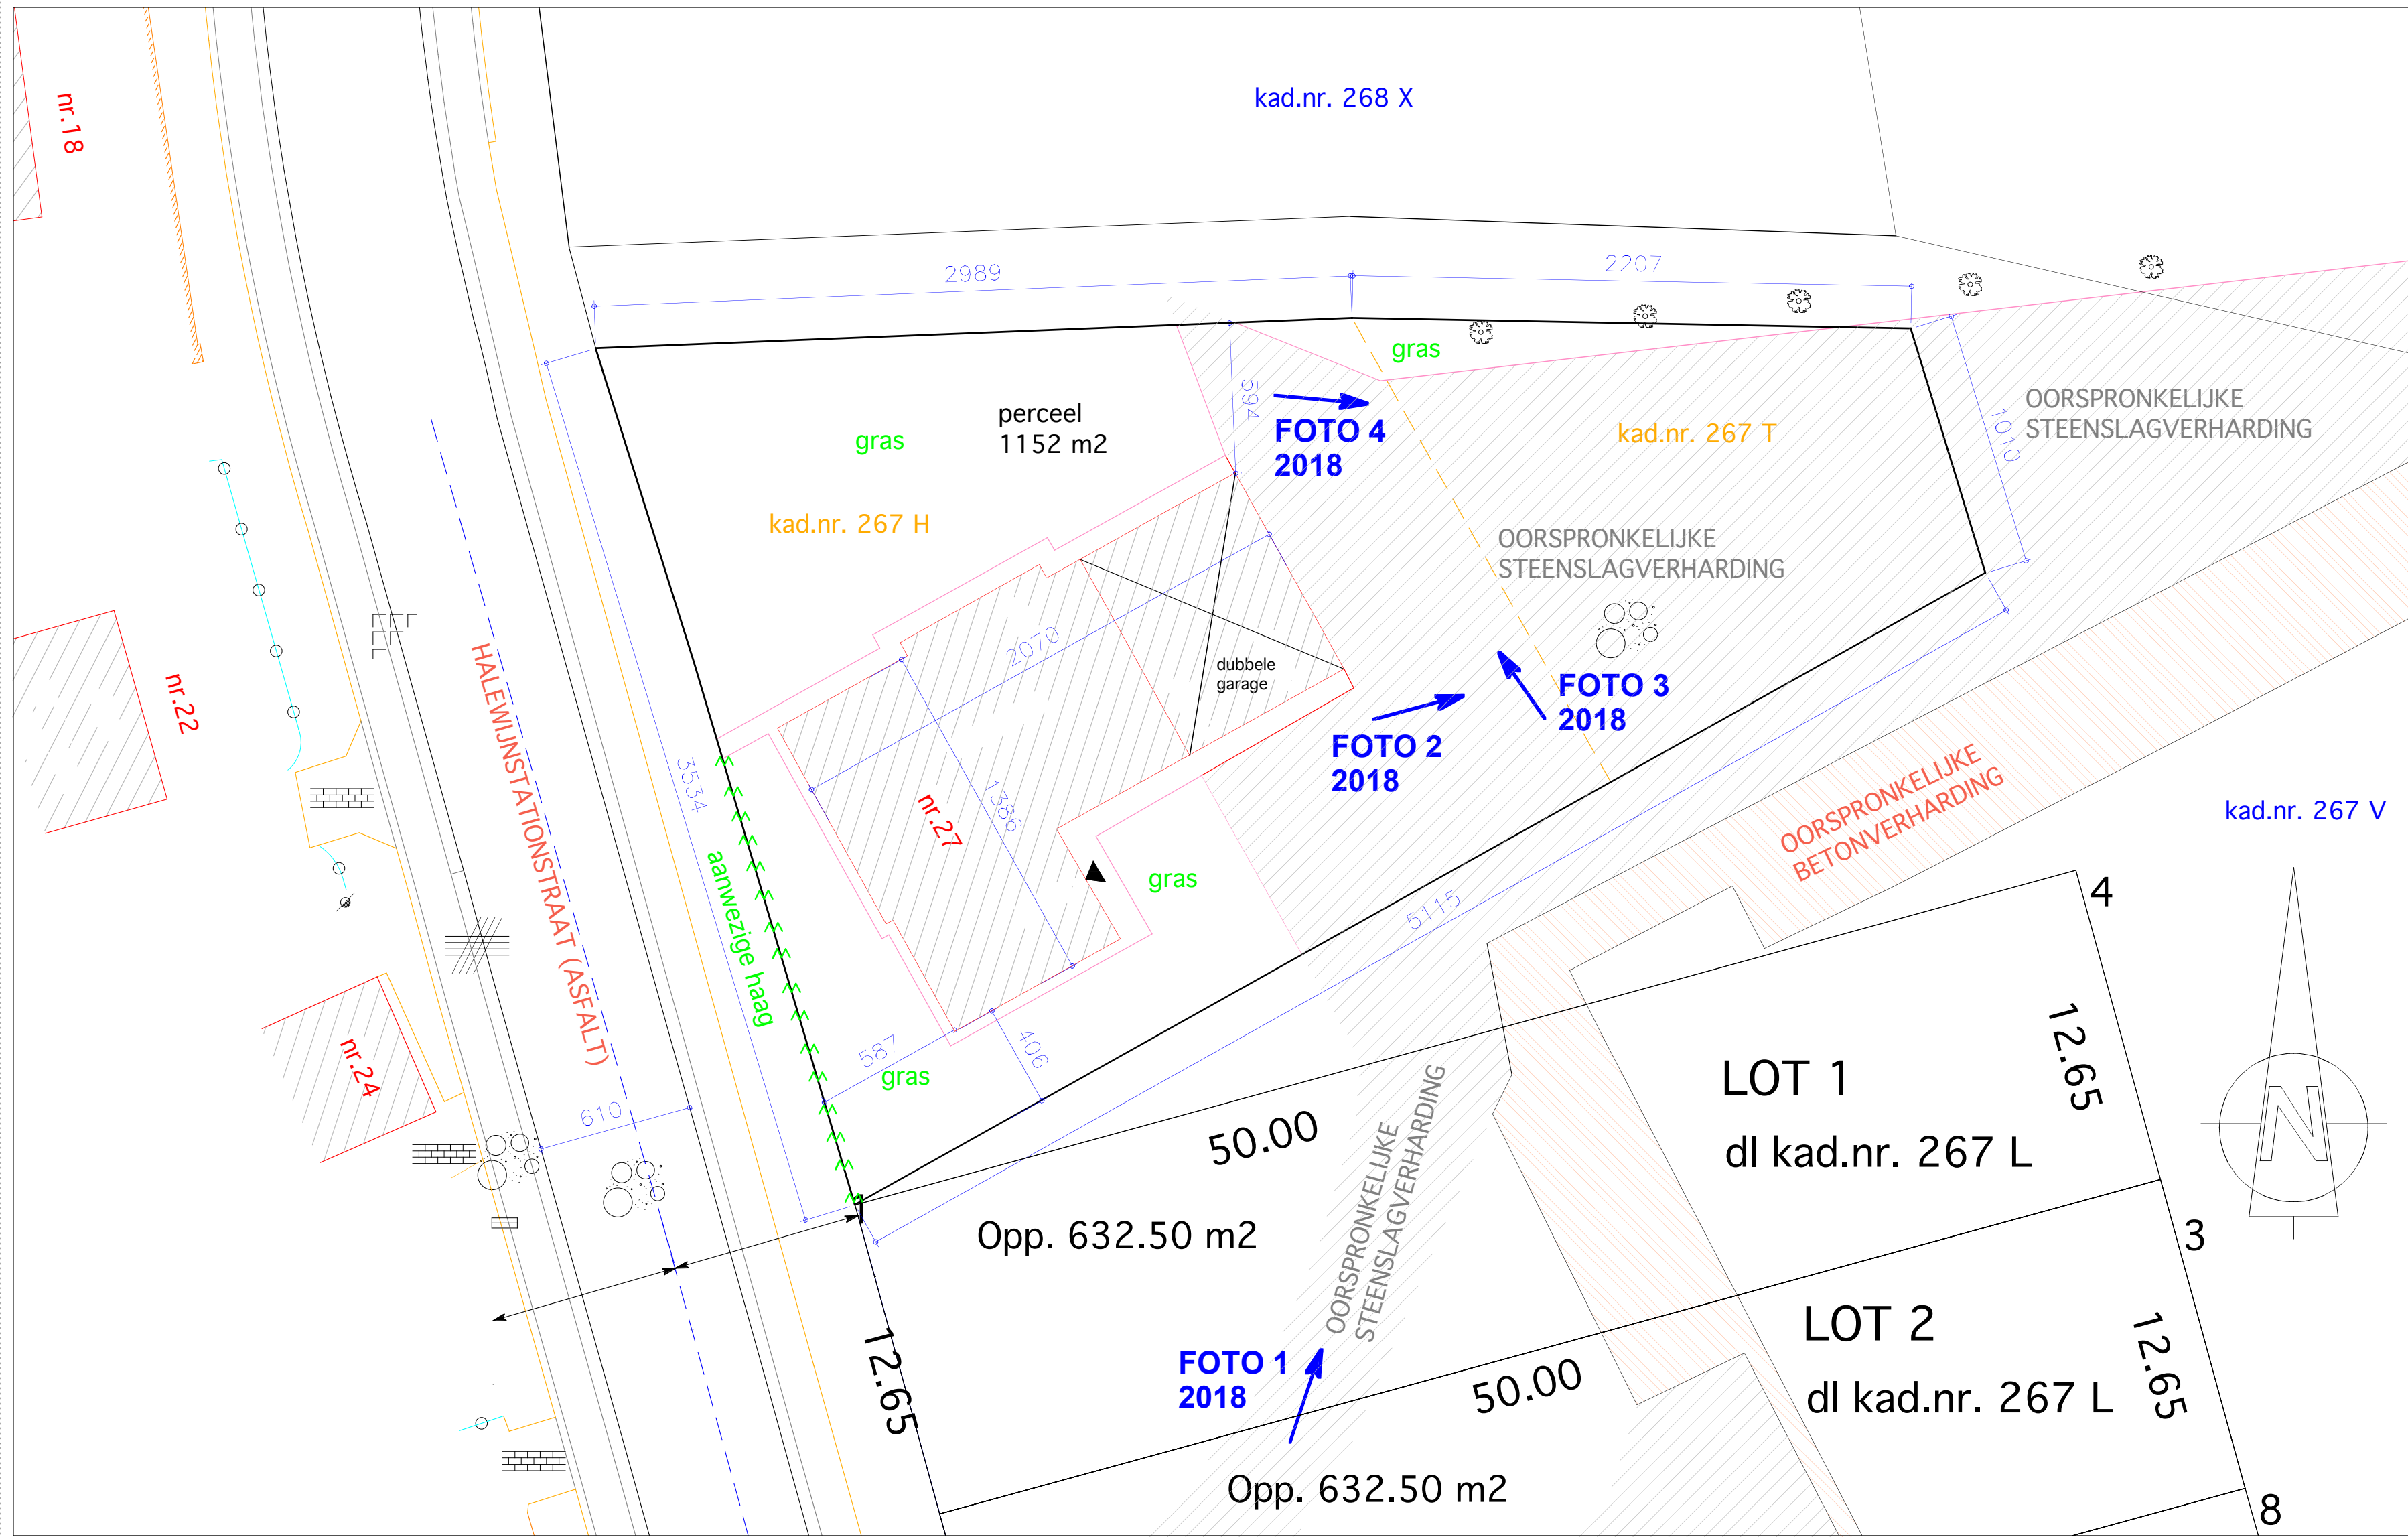 kad.nr. 268 X
nr.18
2989
2207
gras
594
FOTO 4
2018
perceel
1152 m2
gras
kad.nr. 267 T
1010
OORSPRONKELIJKE
STEENSLAGVERHARDING
kad.nr. 267 H
OORSPRONKELIJKE
STEENSLAGVERHARDING
2070
dubbele
garage
nr.22
HALEWIJNSTATIONSTRAAT (ASFALT)
3534
FOTO 3
2018
FOTO 2
2018
nr.27
1386
OORSPRONKELIJKE
BETONVERHARDING
kad.nr. 267 V
aanwezige haag
gras
5115
4
nr.24
587
406
gras
610
12.65
LOT 1
dl kad.nr. 267 L
50.00
OORSPRONKELIJKE
STEENSLAGVERHARDING
N
1
Opp. 632.50 m2
3
12.65
FOTO 1
2018
50.00
LOT 2
dl kad.nr. 267 L
12.65
Opp. 632.50 m2
8